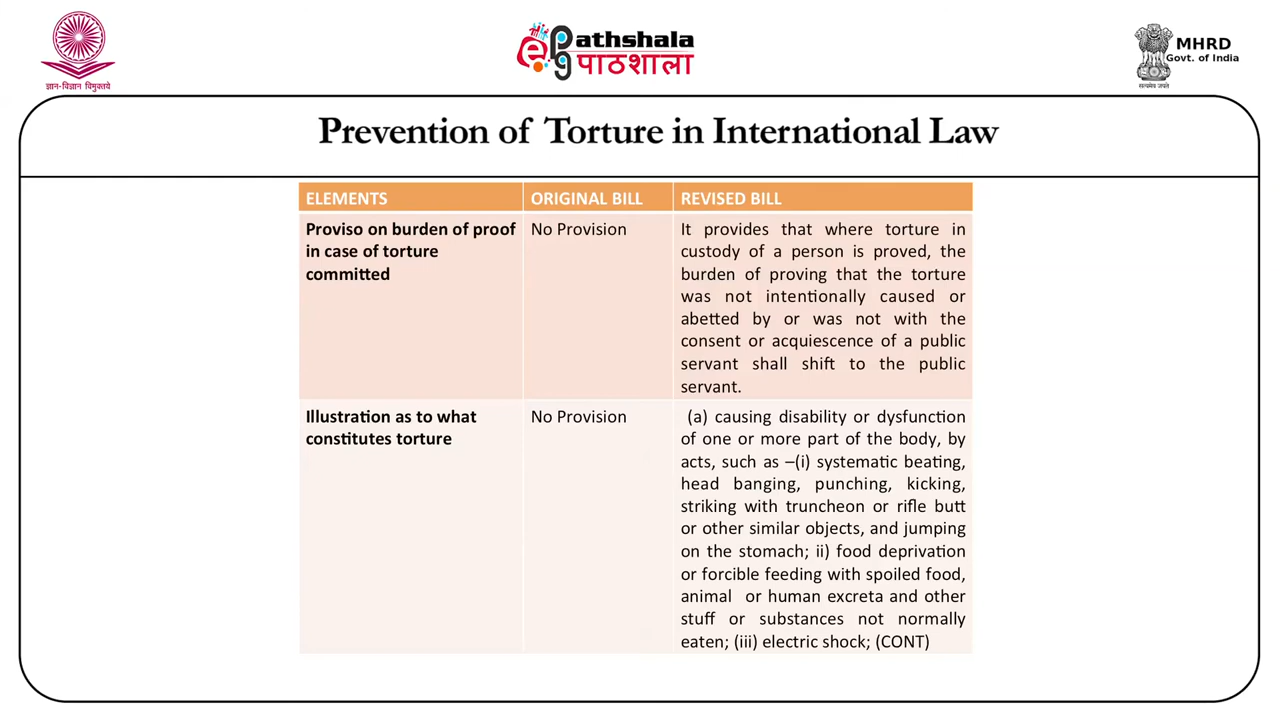 ज्ञान-विज्ञान विमुक्तये
ePg Pathshala
पाठशाला
MHRD
Govt. of India
सत्यमेव जयते
Prevention of Torture in International Law
ELEMENTS ORIGINAL BILL REVISED BILL
Proviso on burden of proof
in case of torture
committed
No Provision
It provides that where torture in
custody of a person is proved, the
burden of proving that the torture
was not intentionally caused or
abetted by or was not with the
consent or acquiescence of a public
servant shall shift to the public
servant.
Illustration as to what
constitutes torture
No Provision
(a) causing disability or dysfunction
of one or more part of the body, by
acts, such as –(i) systematic beating,
head banging, punching, kicking,
striking with truncheon or rifle butt
or other similar objects, and jumping
on the stomach; ii) food deprivation
or forcible feeding with spoiled food,
animal or human excreta and other
stuff or substances not normally
eaten; (iii) electric shock; (CONT)